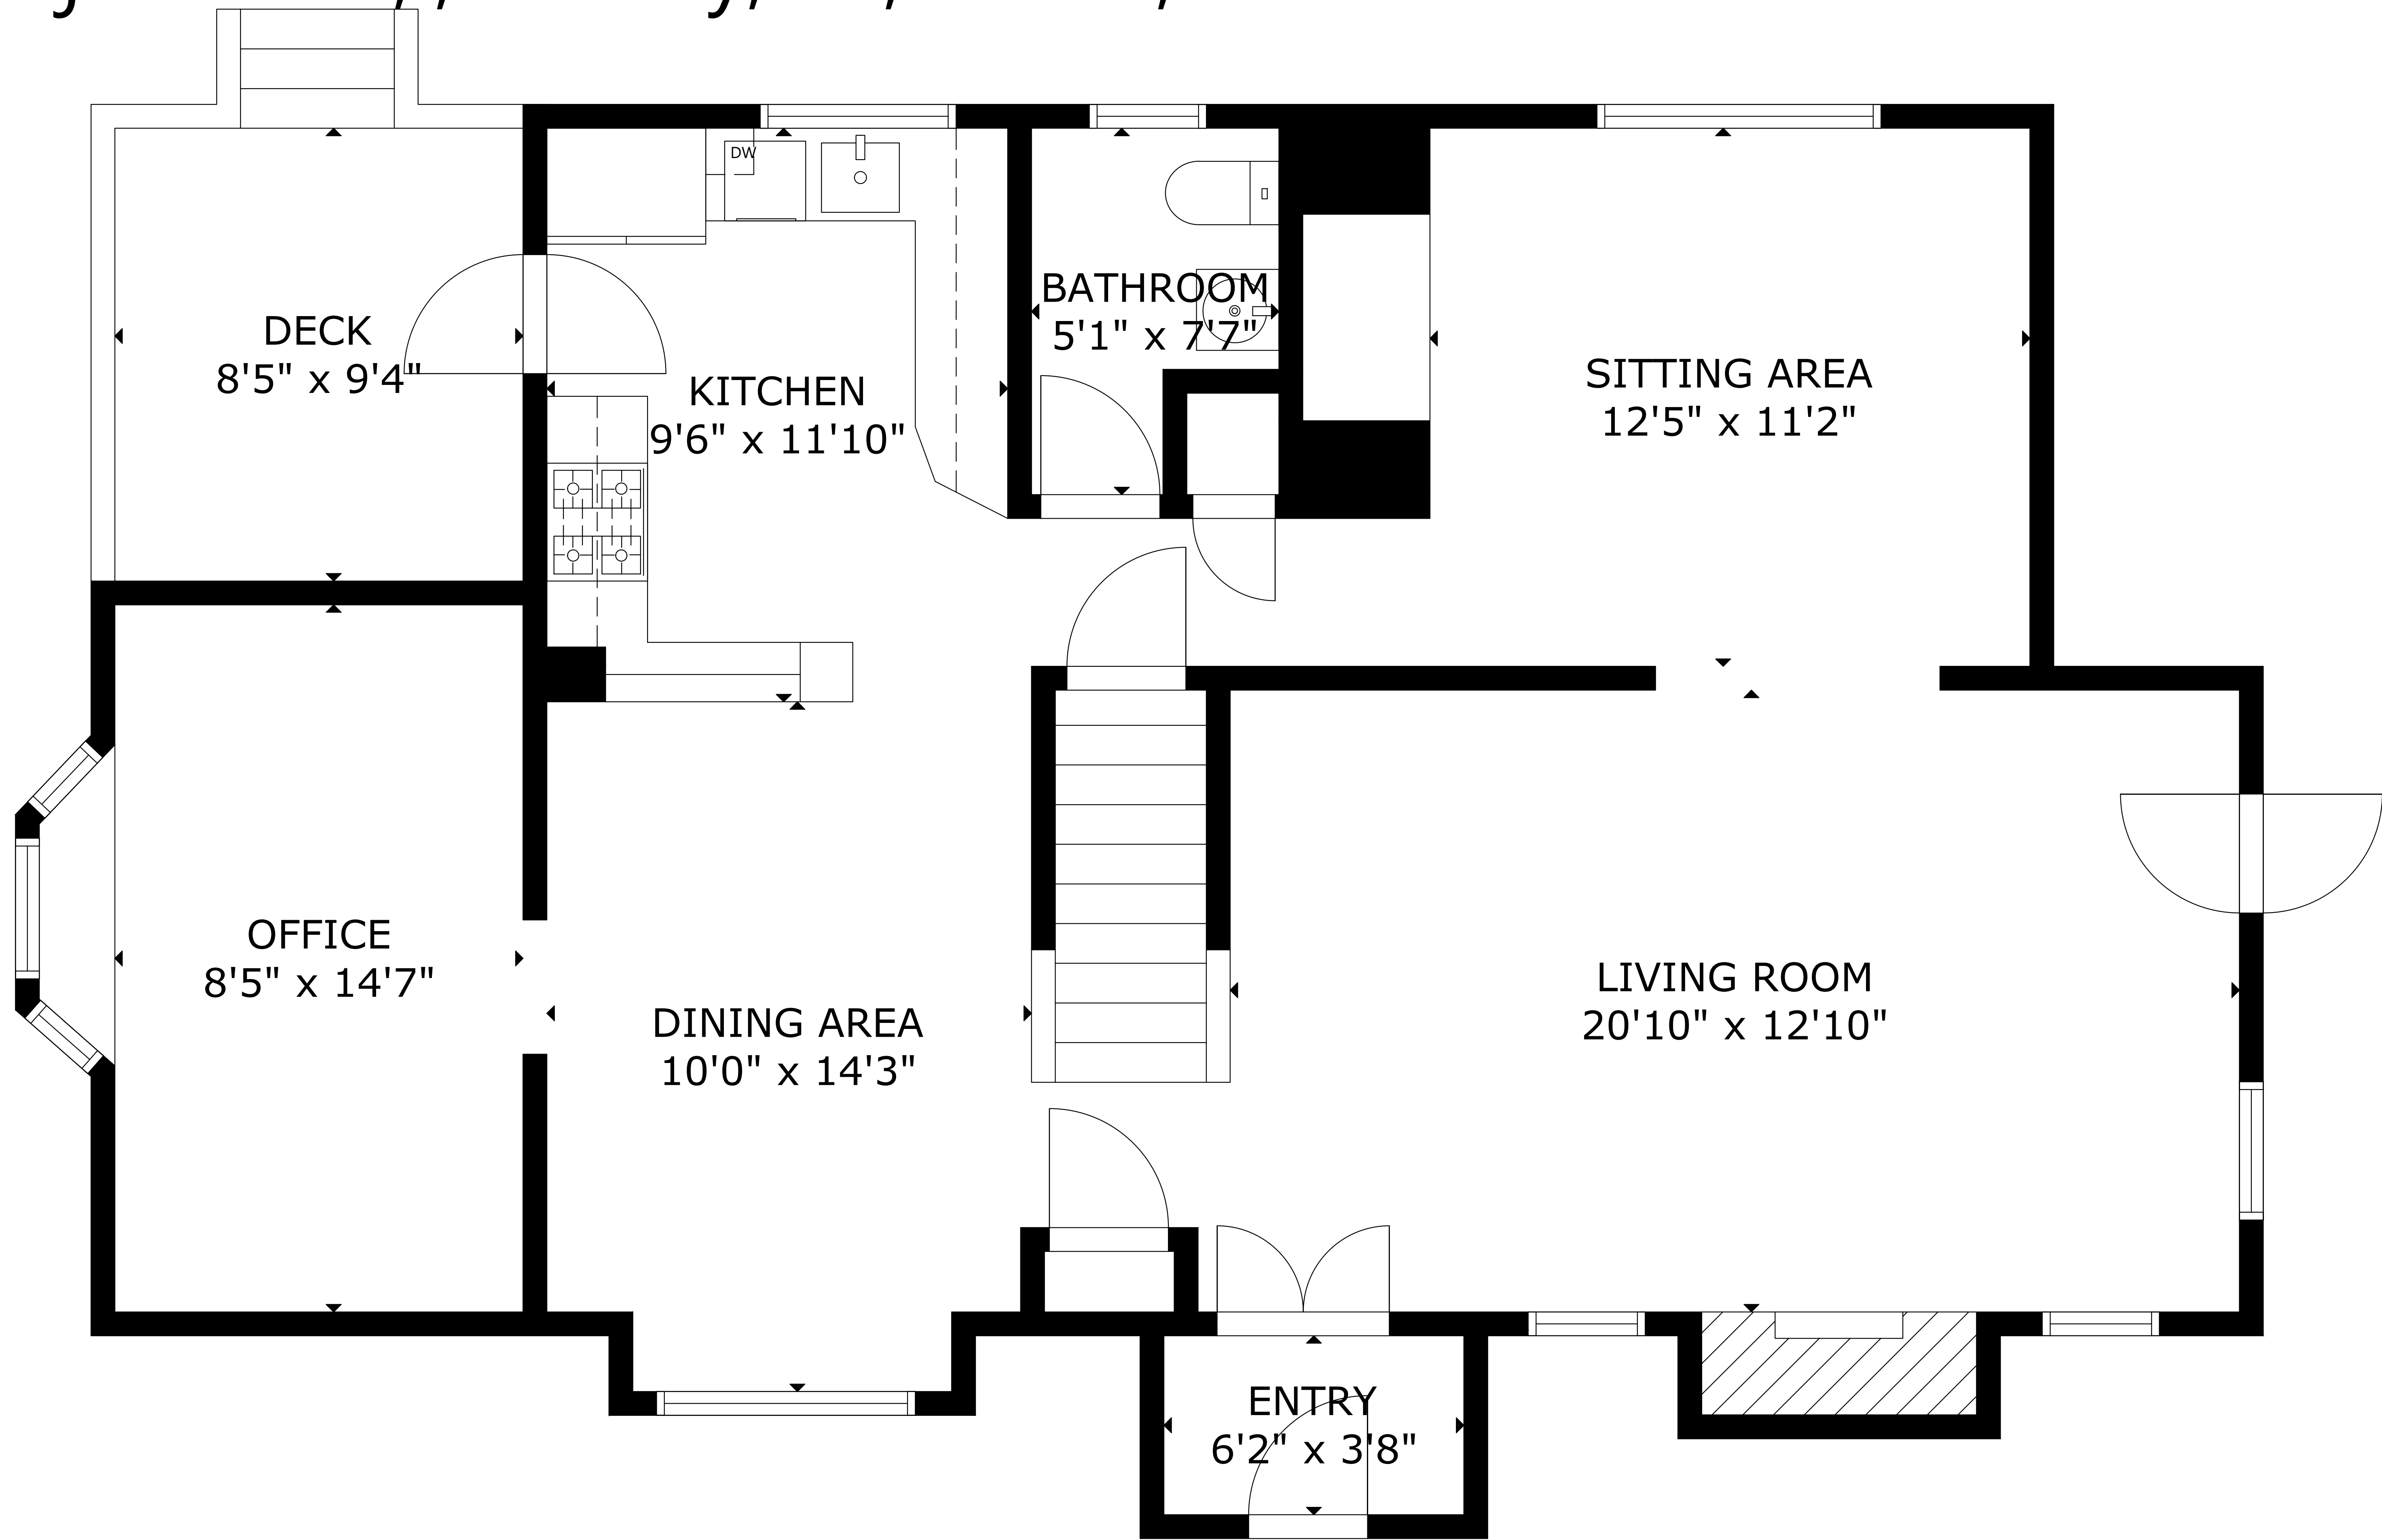 DW
BATHROOM
5'1" x 7'7"
DECK
8'5" x 9'4"
KITCHEN
9'6" x 11'10"
SITTING AREA
12'5" x 11'2"
OFFICE
8'5" x 14'7"
DINING AREA
10'0" x 14'3"
LIVING ROOM
20'10" x 12'10"
ENTRY
6'2" x 3'8"